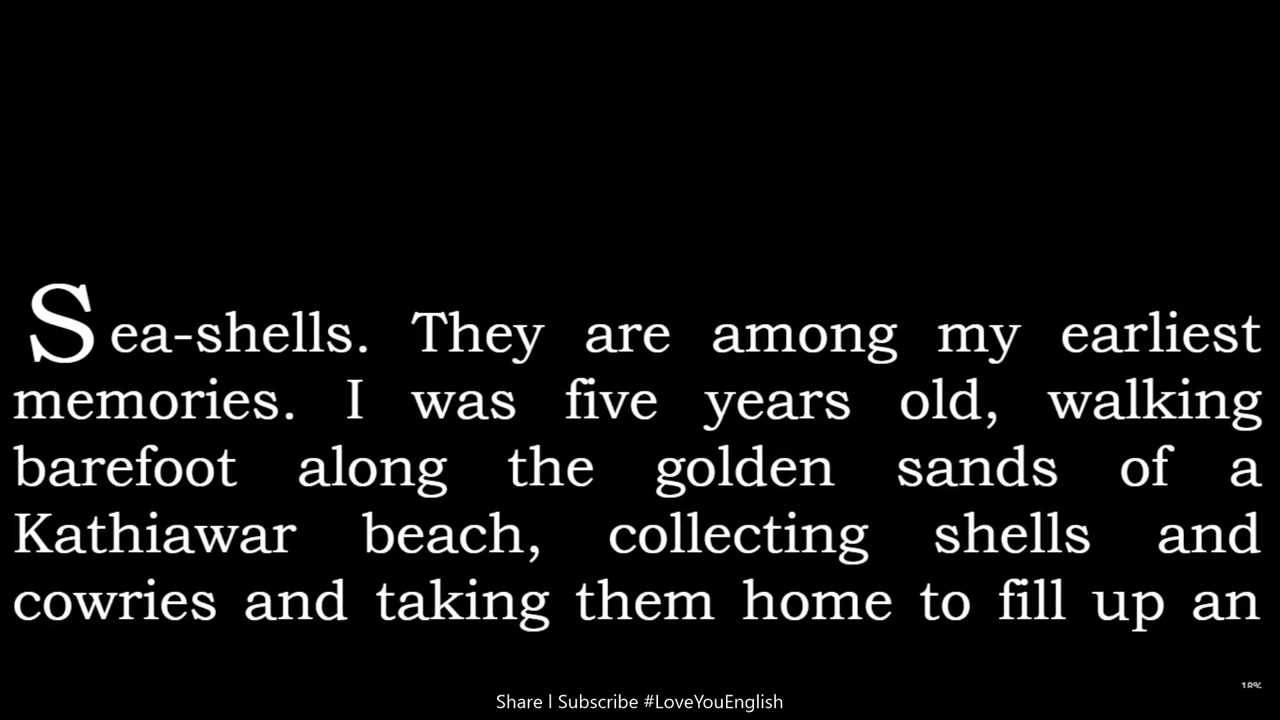 Sea-shells. They are among my earliest
memories. I was five years old, walking
barefoot along the golden sands of a
Kathiawar beach, collecting shells and
cowries and taking them home to fill up an
18%
Share | Subscribe #LoveYouEnglish